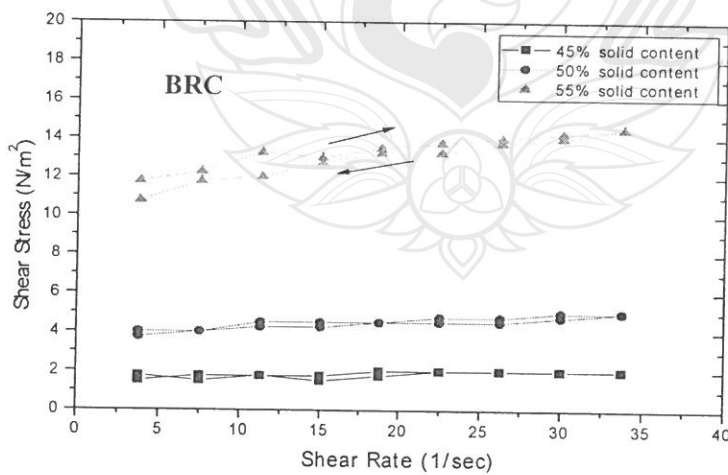 20
18
16
14
12
10
8
6
4
2
0
Shear Stress (N/m²)
BRC
45% solid content
50% solid content
55% solid content
0 5 10 15 20 25 30 35 40
Shear Rate (1/sec)